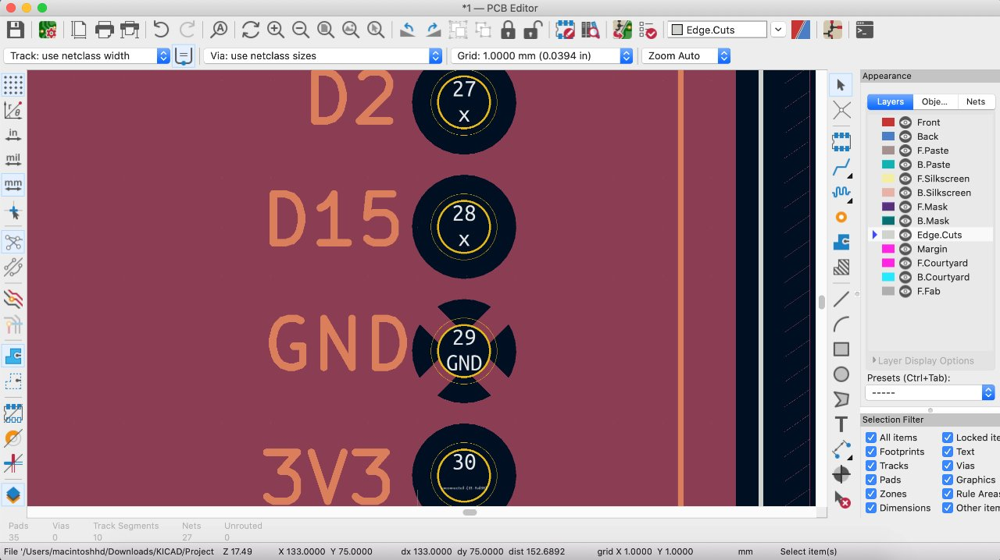 *1 — PCB Editor
Edge.Cuts
Track: use netclass width
Via: use netclass sizes
Grid: 1.0000 mm (0.0394 in)
Zoom Auto
in
mil
mm
D2
27
x
D15
28
x
GND
29
GND
3V3
30
Appearance
Layers
Obje...
Nets
Front
Back
F.Paste
B.Paste
F.Silkscreen
B.Silkscreen
F.Mask
B.Mask
Edge.Cuts
Margin
F.Courtyard
B.Courtyard
F.Fab
Layer Display Options
Presets (Ctrl+Tab):
-----
Selection Filter
All items
Locked ite
Footprints
Text
Tracks
Vias
Pads
Graphics
Zones
Rule Areas
Dimensions
Other item
Pads
Vias
Track Segments
Nets
Unrouted
35
0
10
27
0
File '/Users/macintoshhd/Downloads/KICAD/Project
Z 17.49
X 133.0000 Y 75.0000
dx 133.0000 dy 75.0000 dist 152.6892
grid X 1.0000 Y 1.0000
mm
Select item(s)